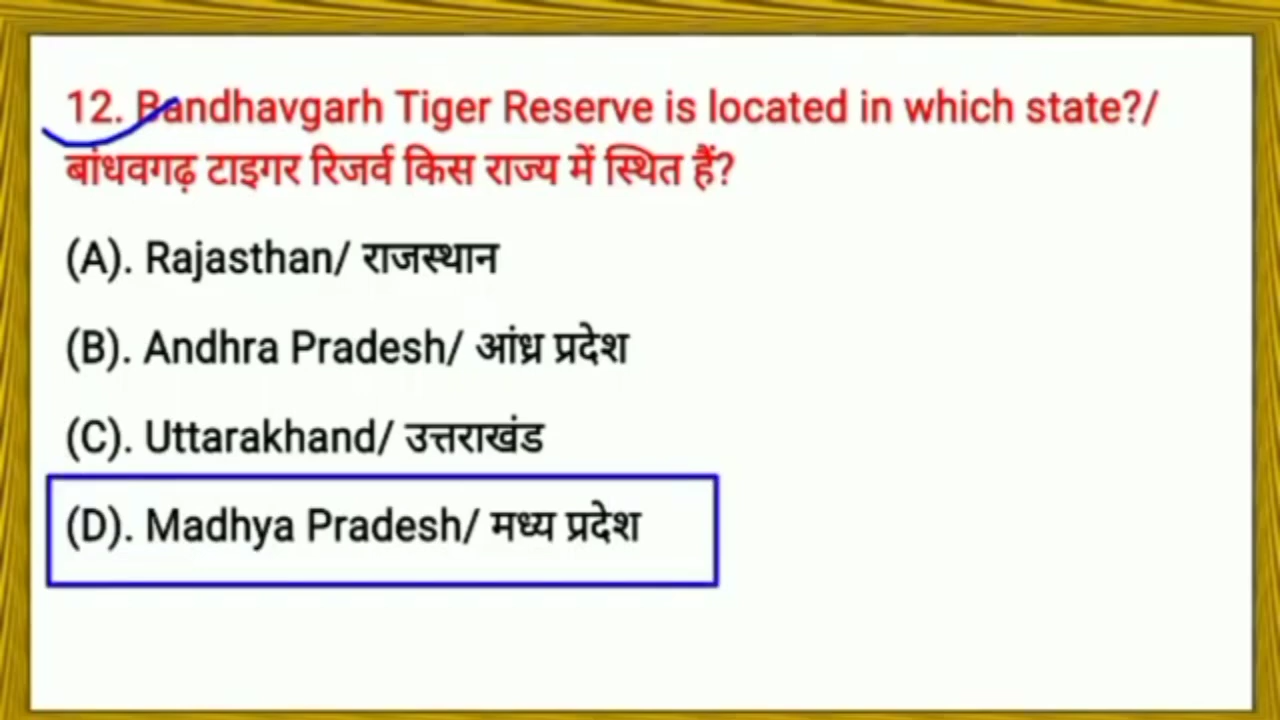 12. Bandhavgarh Tiger Reserve is located in which state?/
बांधवगढ़ टाइगर रिजर्व किस राज्य में स्थित हैं?
(A). Rajasthan/ राजस्थान
(B). Andhra Pradesh/ आंध्र प्रदेश
(C). Uttarakhand/ उत्तराखंड
(D). Madhya Pradesh/ मध्य प्रदेश